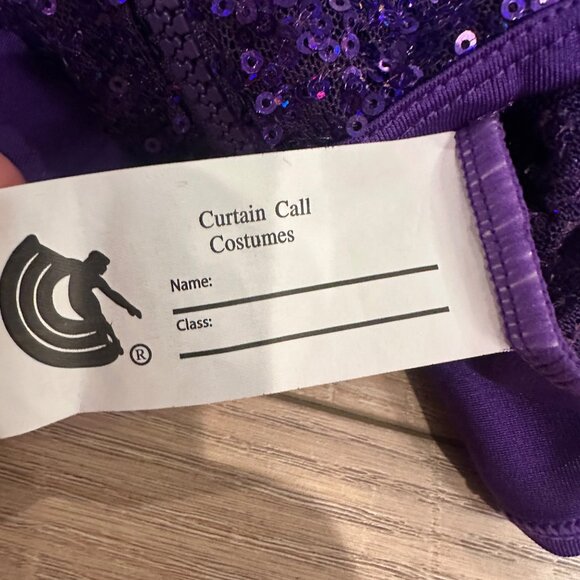 Curtain Call
Costumes
Name:
Class:
®